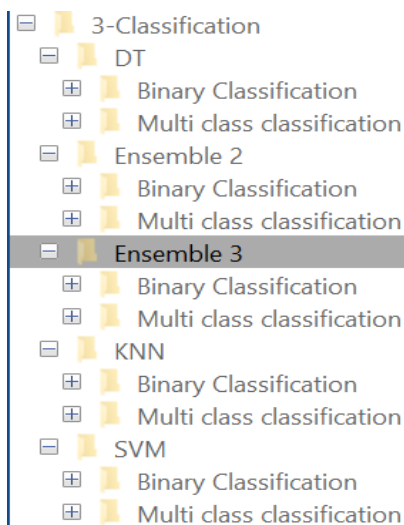 3-Classification
DT
Binary Classification
Multi class classification
Ensemble 2
Binary Classification
Multi class classification
Ensemble 3
Binary Classification
Multi class classification
KNN
Binary Classification
Multi class classification
SVM
Binary Classification
Multi class classification